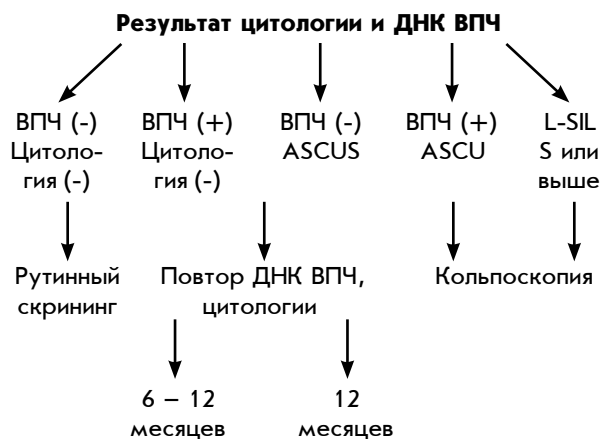 Результат цитологии и ДНК ВПЧ
ВПЧ (-)
Цитоло-
гия (-)
ВПЧ (+)
Цитоло-
гия (-)
ВПЧ (-)
ASCUS
ВПЧ (+)
ASCU
L-SIL
S или
выше
Рутинный
скрининг
Повтор ДНК ВПЧ,
цитологии
Кольпоскопия
6 – 12
месяцев
12
месяцев